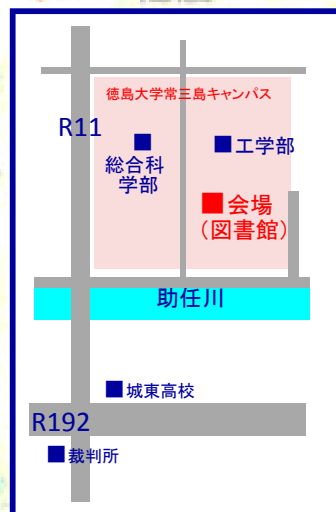 徳島大学常三島キャンパス
R11
総合科
学部
工学部
会場
（図書館）
助任川
城東高校
R192
裁判所